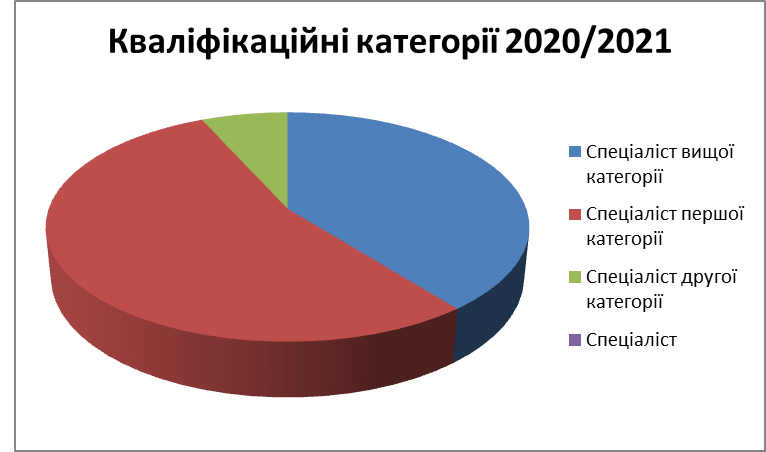 Кваліфікаційні категорії 2020/2021
Спеціаліст вищої
категорії
Спеціаліст першої
категорії
Спеціаліст другої
категорії
Спеціаліст